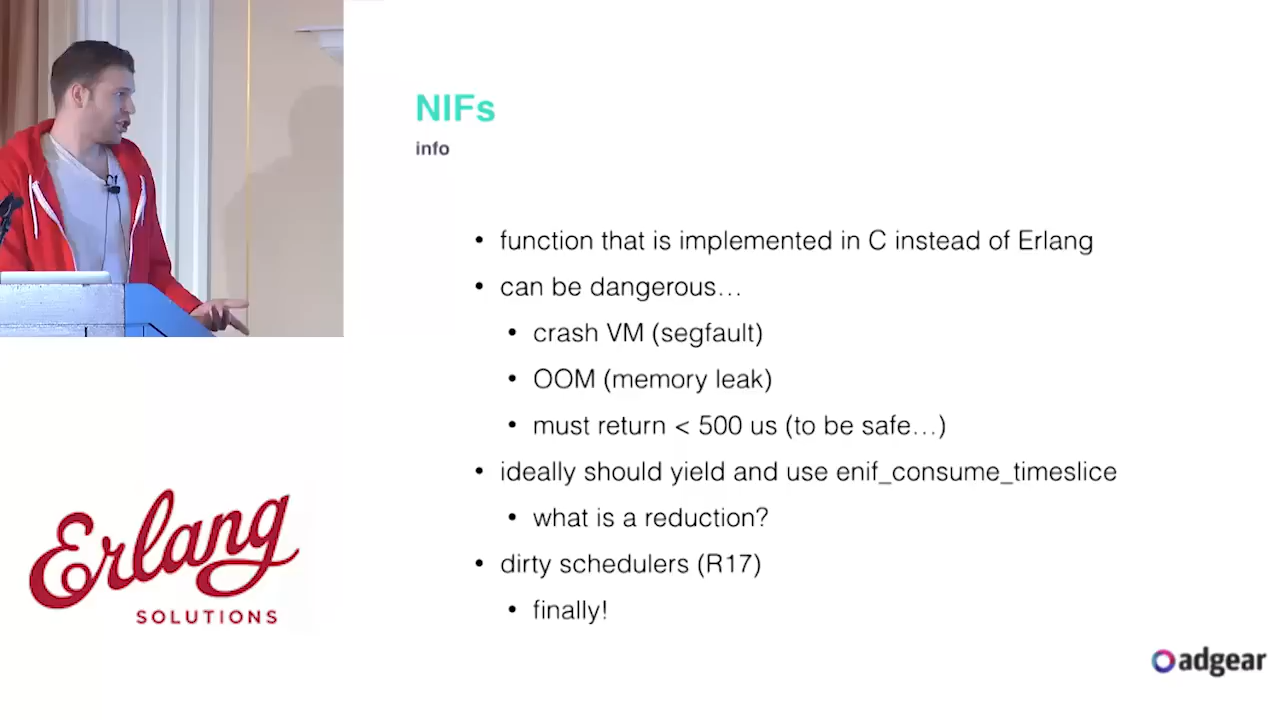 NIFs
info
• function that is implemented in C instead of Erlang
• can be dangerous…
• crash VM (segfault)
• OOM (memory leak)
• must return < 500 us (to be safe…)
• ideally should yield and use enif_consume_timeslice
• what is a reduction?
• dirty schedulers (R17)
• finally!
Erlang
SOLUTIONS
adgear